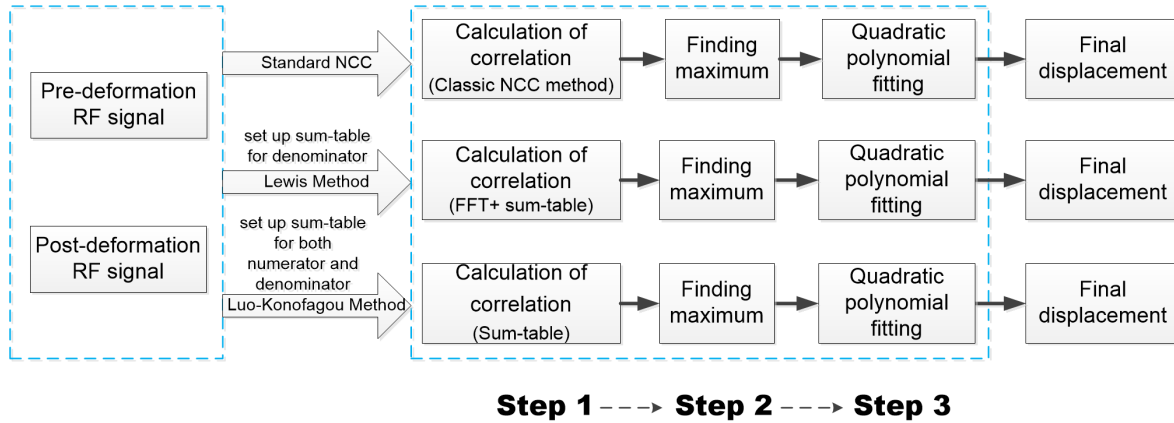 Pre-deformation
RF signal
Post-deformation
RF signal
Standard NCC
Calculation of
correlation
(Classic NCC method)
Finding
maximum
Quadratic
polynomial
fitting
Final
displacement
set up sum-table
for denominator
Lewis Method
Calculation of
correlation
(FFT+ sum-table)
Finding
maximum
Quadratic
polynomial
fitting
Final
displacement
set up sum-table
for both
numerator and
denominator
Luo-Konofagou Method
Calculation of
correlation
(Sum-table)
Finding
maximum
Quadratic
polynomial
fitting
Final
displacement
Step 1
Step 2
Step 3